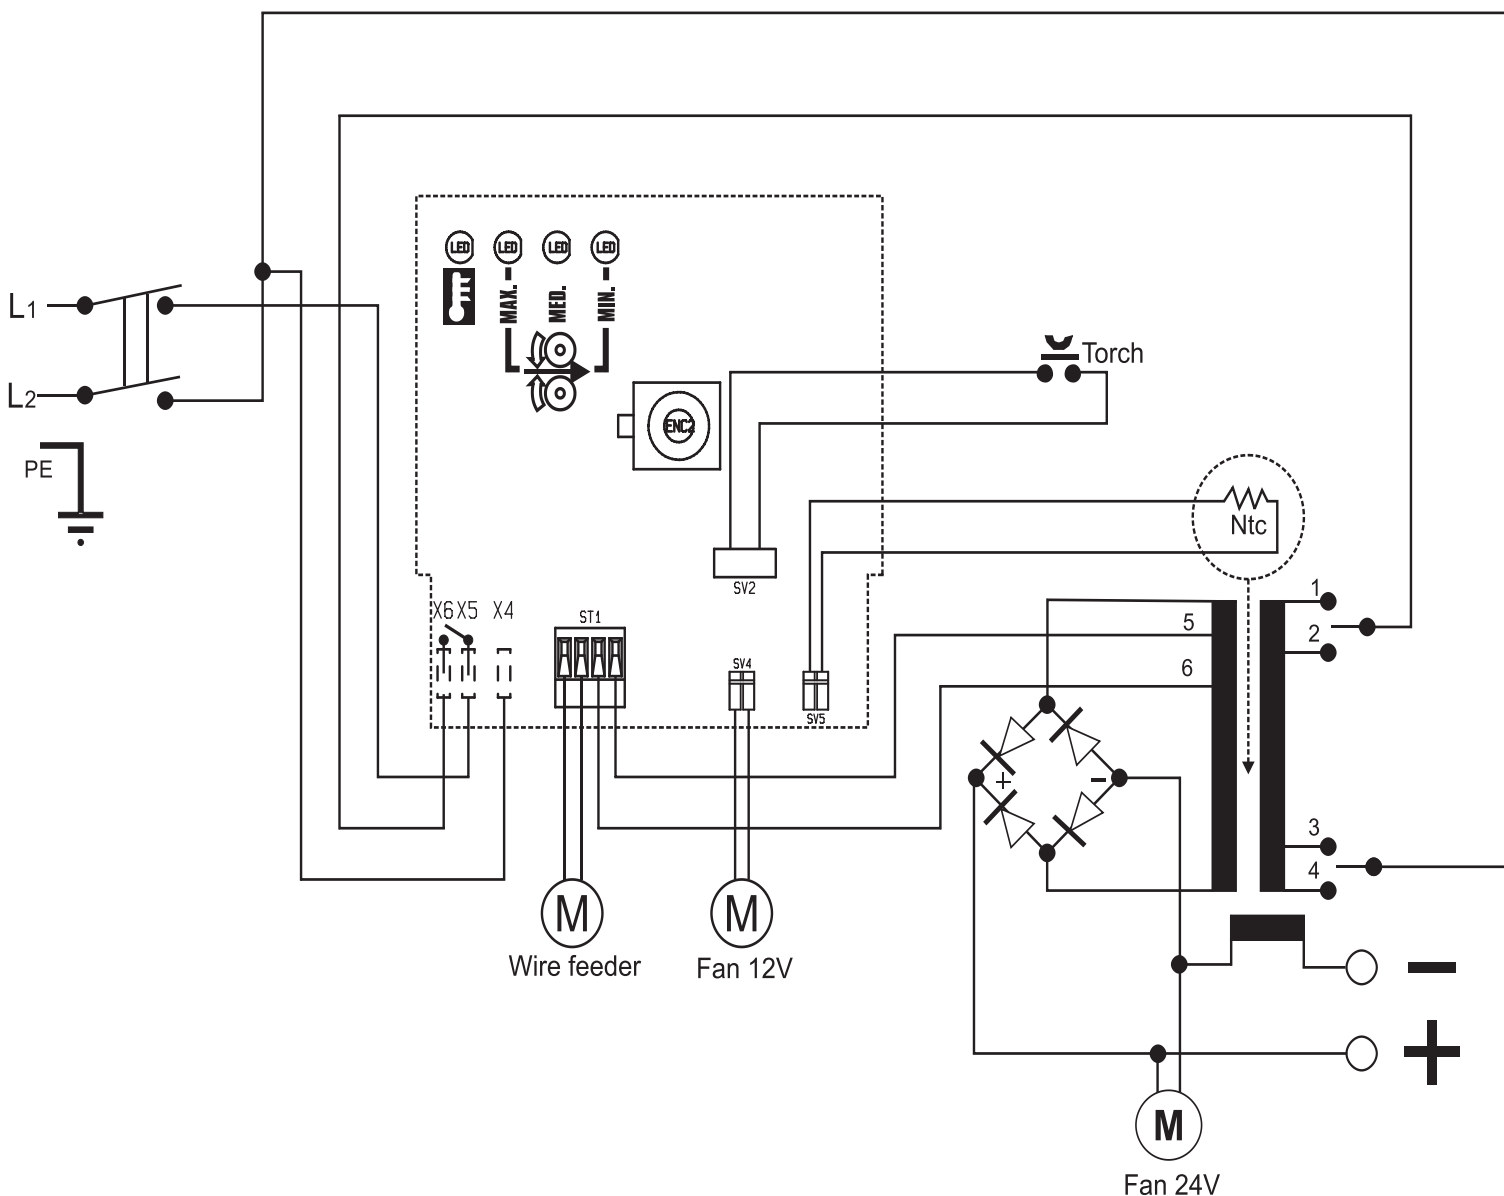 LED LED LED LED
MAX.
MED.
MIN.
L1
L2
PE
ENC2
Torch
Ntc
SV2
X6 X5 X4
ST1
SV4
SV5
1
2
5
6
3
4
+
-
M
Wire feeder
M
Fan 12V
-
+
M
Fan 24V